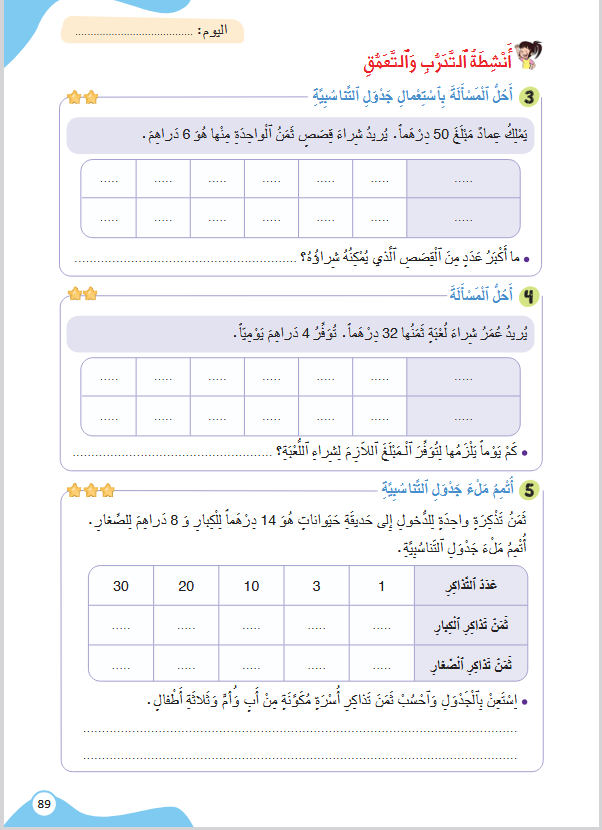 اليوم: ......................................
أَنْشِطَةُ ٱلتَّدَرُّبِ وَٱلتَّعَمُّقِ
3 أَحُلُّ ٱلْمَسْأَلَةَ بِٱسْتِعْمالِ جَدْوَلِ ٱلتَّناسُبِيَّةِ
يَمْلِكُ عِمادٌ مَبْلَغَ 50 دِرْهَماً. يُريدُ شِراءَ قِصَصٍ ثَمَنُ ٱلْواحِدَةِ مِنْها هُوَ 6 دَراهِمَ.
..... ..... ..... ..... ..... ..... .....
..... ..... ..... ..... ..... ..... .....
• ما أَكْبَرُ عَدَدٍ مِنَ ٱلْقِصَصِ ٱلَّذي يُمْكِنُهُ شِراؤُهُ؟ ......................................................
4 أَحُلُّ ٱلْمَسْأَلَةَ
يُريدُ عُمَرُ شِراءَ لُعْبَةٍ ثَمَنُها 32 دِرْهَماً. تُوَفِّرُ 4 دَراهِمَ يَوْمِيّاً.
..... ..... ..... ..... ..... ..... .....
..... ..... ..... ..... ..... ..... .....
• كَمْ يَوْماً يَلْزَمُها لِتُوَفِّرَ ٱلْمَبْلَغَ ٱللاَّزِمَ لِشِراءِ ٱللُّعْبَةِ؟ ................................................
5 أُتْمِمُ مَلْءَ جَدْوَلِ ٱلتَّناسُبِيَّةِ
ثَمَنُ تَذْكِرَةٍ واحِدَةٍ لِلدُّخولِ إِلى حَديقَةِ حَيَواناتٍ هُوَ 14 دِرْهَماً لِلْكِبارِ وَ 8 دَراهِمَ لِلصِّغارِ.
أُتْمِمُ مَلْءَ جَدْوَلِ ٱلتَّناسُبِيَّةِ.
عَدَدُ ٱلتَّذاكِرِ 1 3 10 20 30
ثَمَنُ تَذاكِرِ ٱلْكِبارِ ..... ..... ..... ..... .....
ثَمَنُ تَذاكِرِ ٱلصِّغارِ ..... ..... ..... ..... .....
• اِسْتَعِنْ بِٱلْجَدْوَلِ وَٱحْسُبْ ثَمَنَ تَذاكِرِ أُسْرَةٍ مُكَوَّنَةٍ مِنْ أَبٍ وَأُمٍّ وَثَلاثَةِ أَطْفالٍ.
................................................................................
................................................................................
89